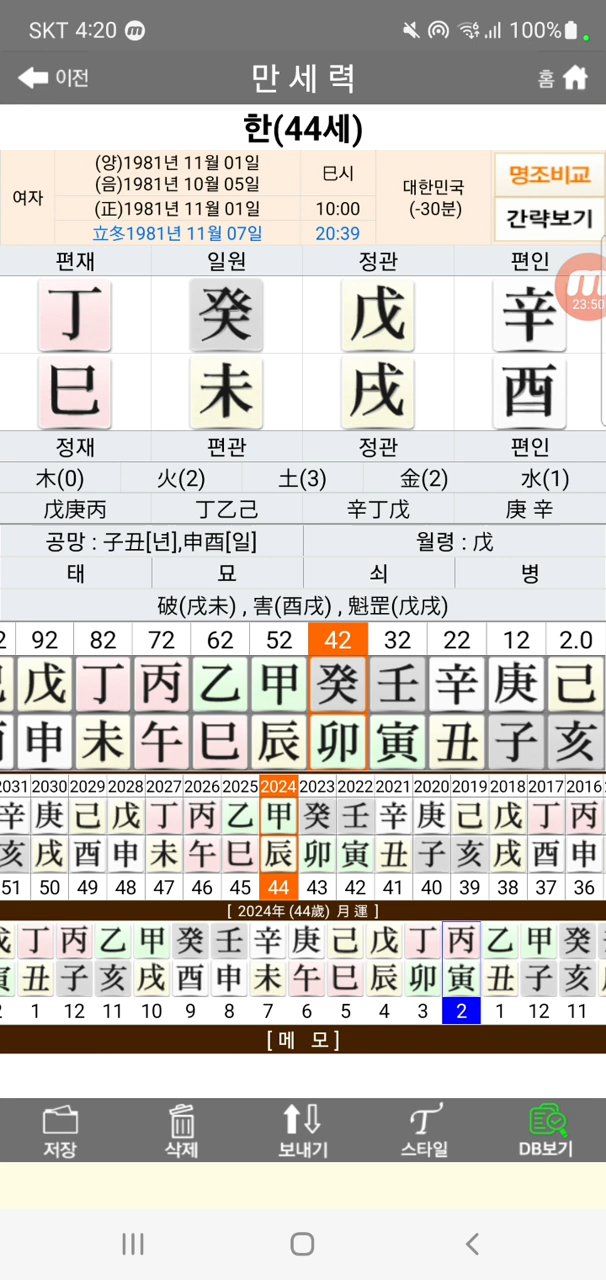 SKT 4:20 m 100%
이전 만 세 력 홈
한(44세)
여자 (양)1981년 11월 01일 巳시 대한민국 (-30분) 명조비교
(음)1981년 10월 05일
(正)1981년 11월 01일 10:00 간략보기
立冬1981년 11월 07일 20:39
편재 일원 정관 편인
丁 癸 戊 辛
m 23:50
巳 未 戌 酉
정재 편관 정관 편인
木(0) 火(2) 土(3) 金(2) 水(1)
戊庚丙 丁乙己 辛丁戊 庚 辛
공망 : 子丑[년],申酉[일] 월령 : 戊
태 묘 쇠 병
破(戌未) , 害(酉戌) , 魁罡(戊戌)
2 92 82 72 62 52 42 32 22 12 2.0
戊 丁 丙 乙 甲 癸 壬 辛 庚 己
申 未 午 巳 辰 卯 寅 丑 子 亥
2031 2030 2029 2028 2027 2026 2025 2024 2023 2022 2021 2020 2019 2018 2017 2016
辛 庚 己 戊 丁 丙 乙 甲 癸 壬 辛 庚 己 戊 丁 丙
亥 戌 酉 申 未 午 巳 辰 卯 寅 丑 子 亥 戌 酉 申
51 50 49 48 47 46 45 44 43 42 41 40 39 38 37 36
[ 2024年 (44歲) 月 運 ]
丁 丙 乙 甲 癸 壬 辛 庚 己 戊 丁 丙 乙 甲 癸
寅 丑 子 亥 戌 酉 申 未 午 巳 辰 卯 寅 丑 子 亥
2 1 12 11 10 9 8 7 6 5 4 3 2 1 12 11
[ 메 모 ]
저장 삭제 보내기 스타일 DB보기